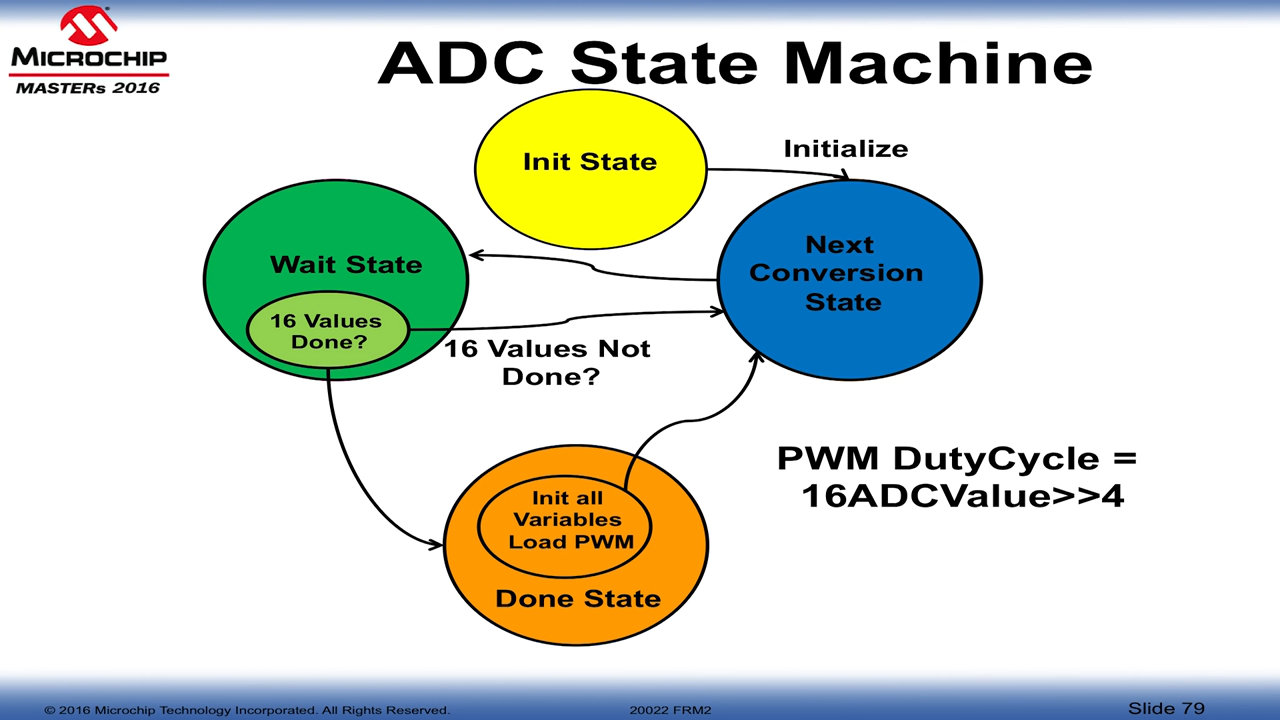 MICROCHIP
MASTERs 2016
ADC State Machine
Init State
Initialize
Wait State
Next
Conversion
State
16 Values
Done?
16 Values Not
Done?
PWM DutyCycle =
16ADCValue>>4
Init all
Variables
Load PWM
Done State
© 2016 Microchip Technology Incorporated. All Rights Reserved.
20022 FRM2
Slide 79